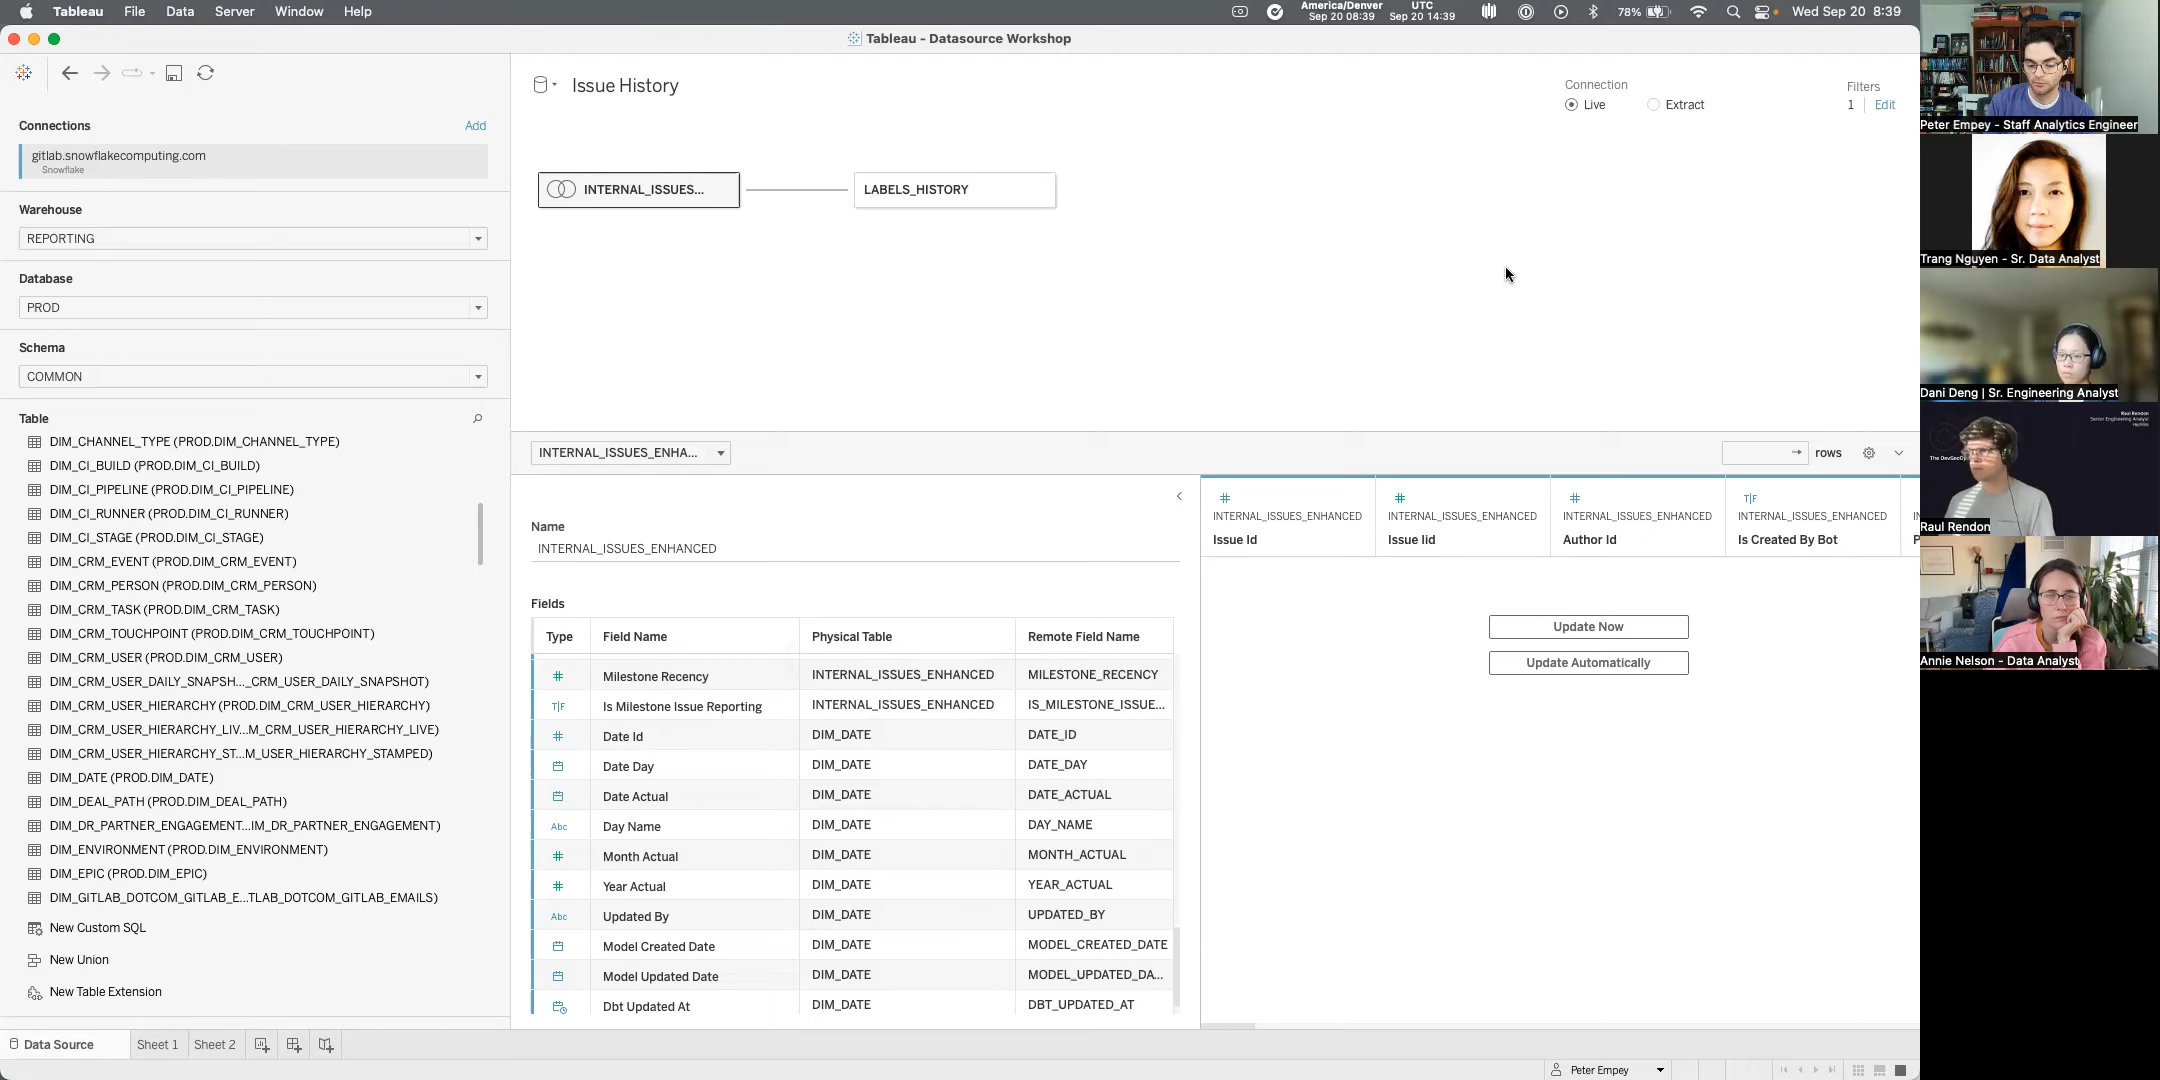 Tableau File Data Server Window Help
America/Denver UTC
Sep 20 08:39 Sep 20 14:39
78%
Wed Sep 20 8:39
Tableau - Datasource Workshop
Issue History
Connection
Live Extract
Filters
1 Edit
Connections Add
gitlab.snowflakecomputing.com
Snowflake
Warehouse
REPORTING
Database
PROD
Schema
COMMON
Table
DIM_CHANNEL_TYPE (PROD.DIM_CHANNEL_TYPE)
DIM_CI_BUILD (PROD.DIM_CI_BUILD)
DIM_CI_PIPELINE (PROD.DIM_CI_PIPELINE)
DIM_CI_RUNNER (PROD.DIM_CI_RUNNER)
DIM_CI_STAGE (PROD.DIM_CI_STAGE)
DIM_CRM_EVENT (PROD.DIM_CRM_EVENT)
DIM_CRM_PERSON (PROD.DIM_CRM_PERSON)
DIM_CRM_TASK (PROD.DIM_CRM_TASK)
DIM_CRM_TOUCHPOINT (PROD.DIM_CRM_TOUCHPOINT)
DIM_CRM_USER (PROD.DIM_CRM_USER)
DIM_CRM_USER_DAILY_SNAPSH..._CRM_USER_DAILY_SNAPSHOT)
DIM_CRM_USER_HIERARCHY (PROD.DIM_CRM_USER_HIERARCHY)
DIM_CRM_USER_HIERARCHY_LIV...M_CRM_USER_HIERARCHY_LIVE)
DIM_CRM_USER_HIERARCHY_ST...M_USER_HIERARCHY_STAMPED)
DIM_DATE (PROD.DIM_DATE)
DIM_DEAL_PATH (PROD.DIM_DEAL_PATH)
DIM_DR_PARTNER_ENGAGEMENT...IM_DR_PARTNER_ENGAGEMENT)
DIM_ENVIRONMENT (PROD.DIM_ENVIRONMENT)
DIM_EPIC (PROD.DIM_EPIC)
DIM_GITLAB_DOTCOM_GITLAB_E...TLAB_DOTCOM_GITLAB_EMAILS)
New Custom SQL
New Union
New Table Extension
INTERNAL_ISSUES...
LABELS_HISTORY
INTERNAL_ISSUES_ENHA...
rows
Name
INTERNAL_ISSUES_ENHANCED
Fields
Type Field Name Physical Table Remote Field Name
# Milestone Recency INTERNAL_ISSUES_ENHANCED MILESTONE_RECENCY
T|F Is Milestone Issue Reporting INTERNAL_ISSUES_ENHANCED IS_MILESTONE_ISSUE...
# Date Id DIM_DATE DATE_ID
Date Day DIM_DATE DATE_DAY
Date Actual DIM_DATE DATE_ACTUAL
Abc Day Name DIM_DATE DAY_NAME
# Month Actual DIM_DATE MONTH_ACTUAL
# Year Actual DIM_DATE YEAR_ACTUAL
Abc Updated By DIM_DATE UPDATED_BY
Model Created Date DIM_DATE MODEL_CREATED_DATE
Model Updated Date DIM_DATE MODEL_UPDATED_DA...
Dbt Updated At DIM_DATE DBT_UPDATED_AT
# # # T|F
INTERNAL_ISSUES_ENHANCED INTERNAL_ISSUES_ENHANCED INTERNAL_ISSUES_ENHANCED INTERNAL_ISSUES_ENHANCED
Issue Id Issue Iid Author Id Is Created By Bot
Update Now
Update Automatically
Data Source Sheet 1 Sheet 2
Peter Empey
Peter Empey - Staff Analytics Engineer
Trang Nguyen - Sr. Data Analyst
Dani Deng | Sr. Engineering Analyst
Raul Rendon
Senior Engineering Analyst
He/Him
The DevSecOp
Raul Rendon
Annie Nelson - Data Analyst